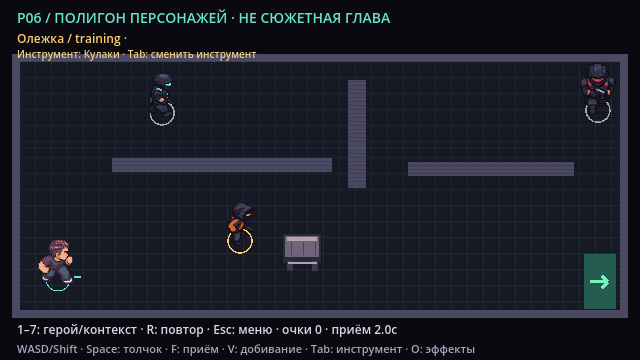 P06 / ПОЛИГОН ПЕРСОНАЖЕЙ · НЕ СЮЖЕТНАЯ ГЛАВА
Олежка / training ·
Инструмент: Кулаки · Tab: сменить инструмент
1–7: герой/контекст · R: повтор · Esc: меню · очки 0 · приём 2.0с
WASD/Shift · Space: толчок · F: приём · V: добивание · Tab: инструмент · O: эффекты